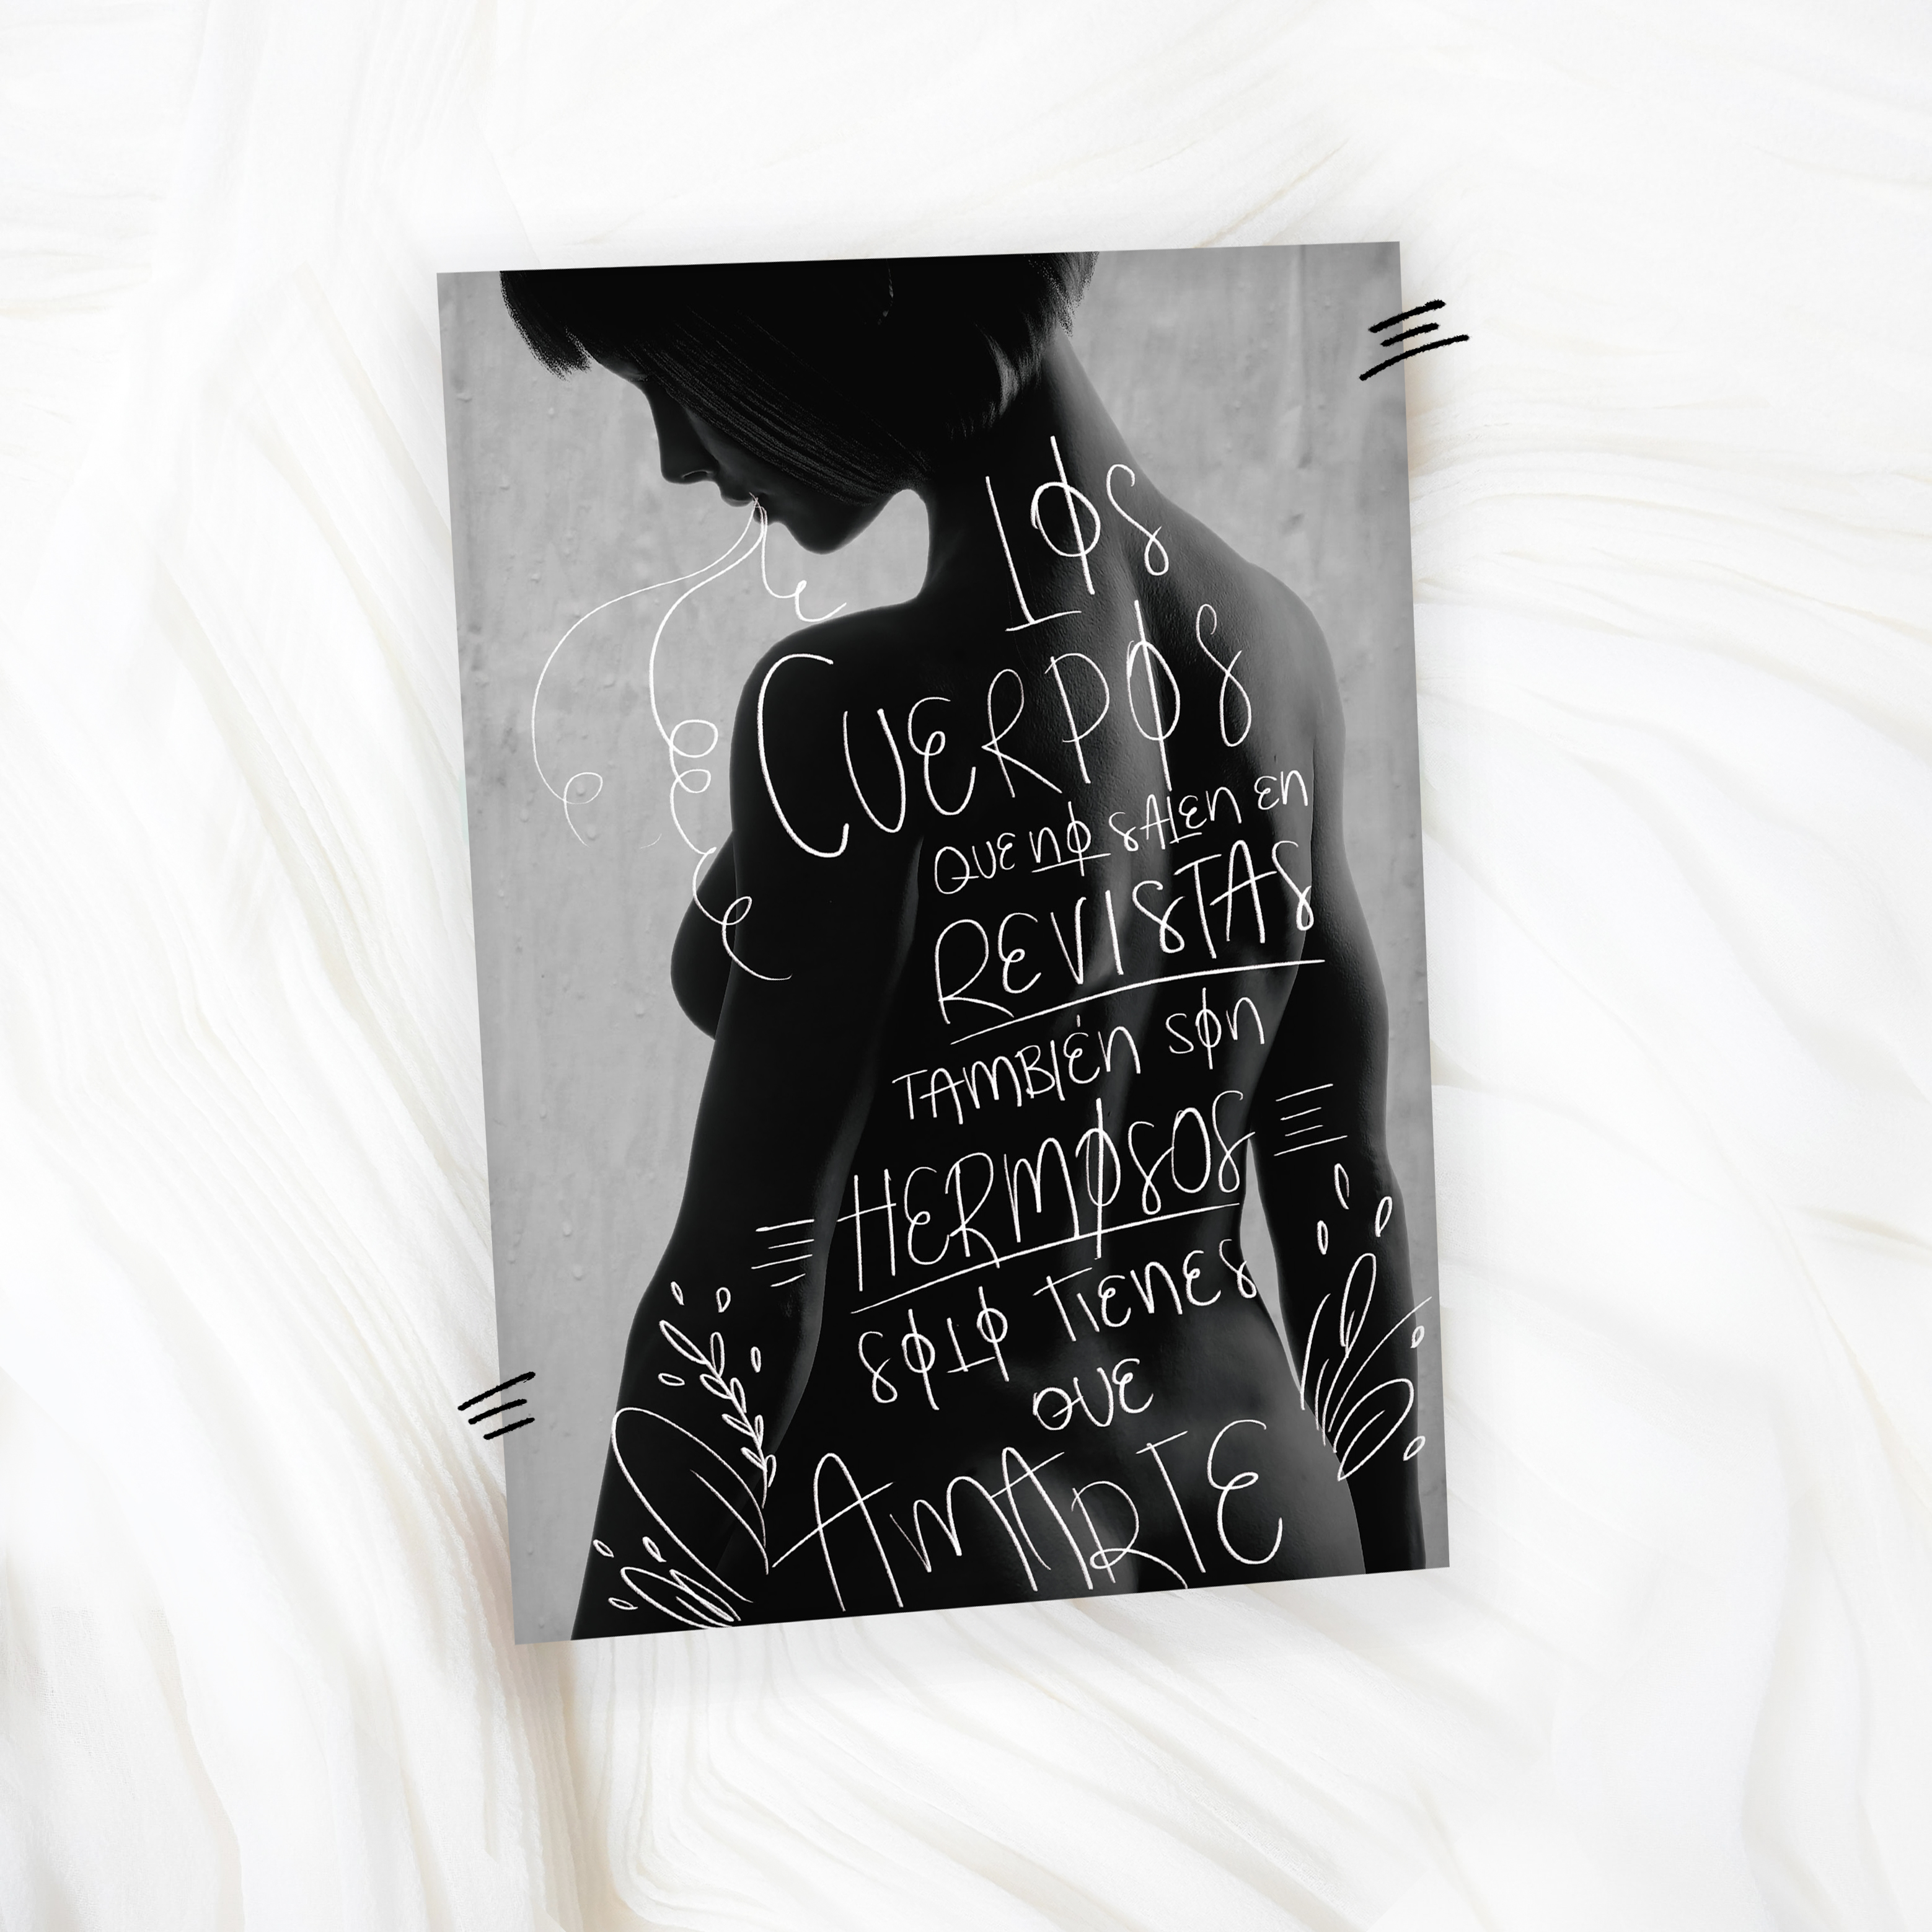 LOS
CUERPOS
QUE NO SALEN EN
REVISTAS
TAMBIÉN SON
HERMOSOS
SOLO TIENES
QUE
AMARTE